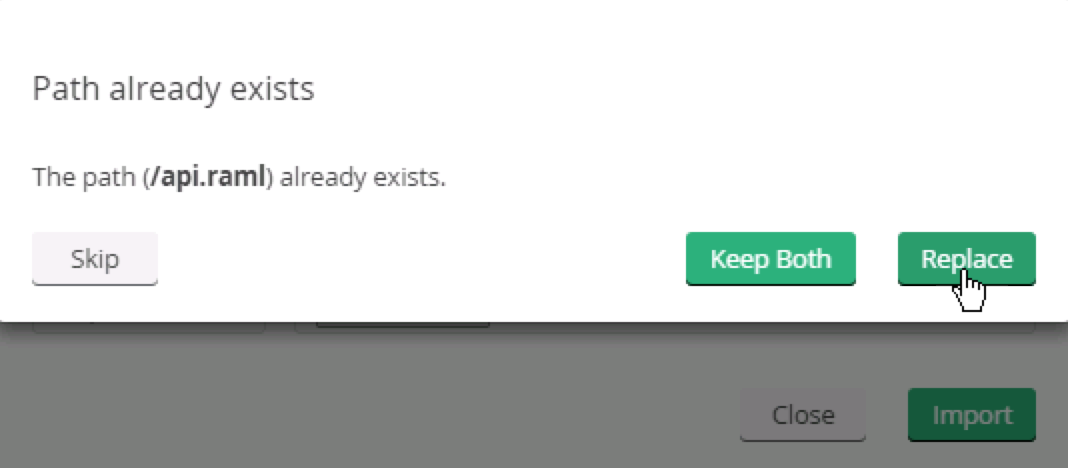 Path already exists
The path (/api.raml) already exists.
Skip Keep Both Replace
Close Import